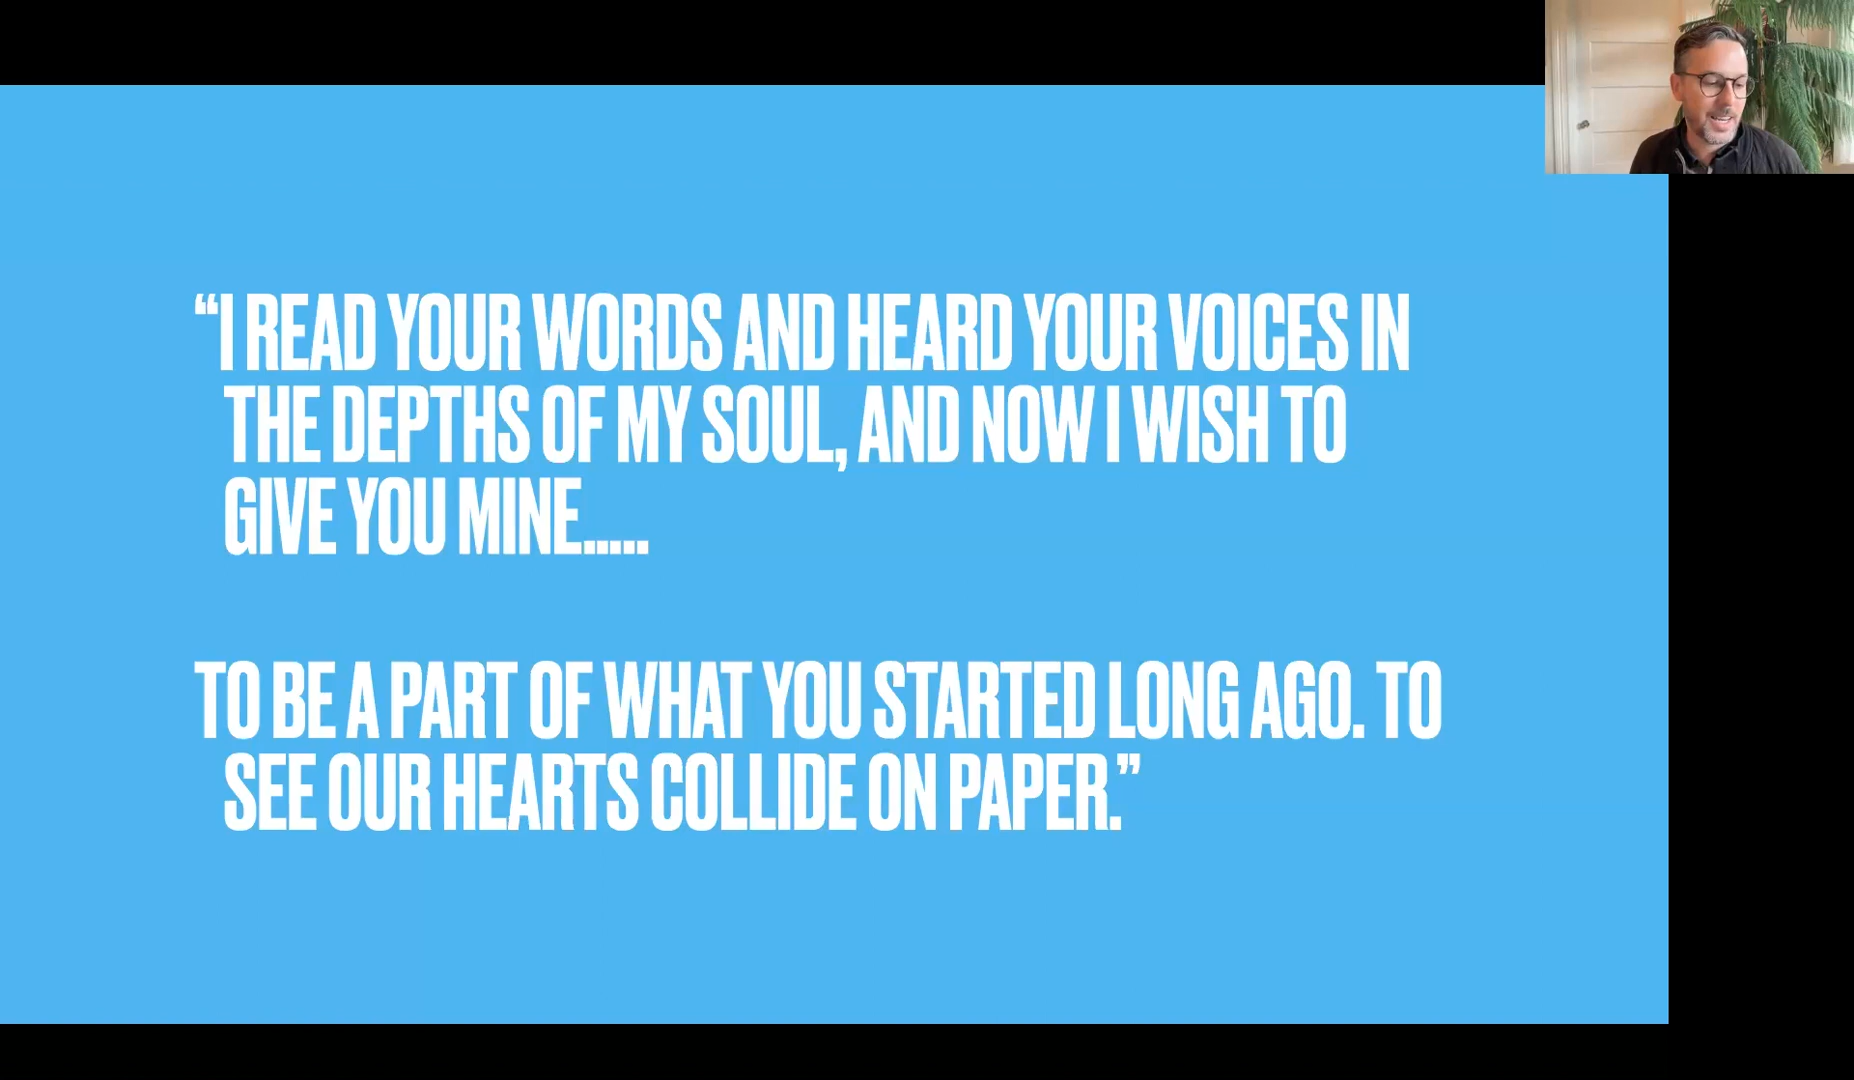 “I READ YOUR WORDS AND HEARD YOUR VOICES IN
THE DEPTHS OF MY SOUL, AND NOW I WISH TO
GIVE YOU MINE.....
TO BE A PART OF WHAT YOU STARTED LONG AGO. TO
SEE OUR HEARTS COLLIDE ON PAPER.”